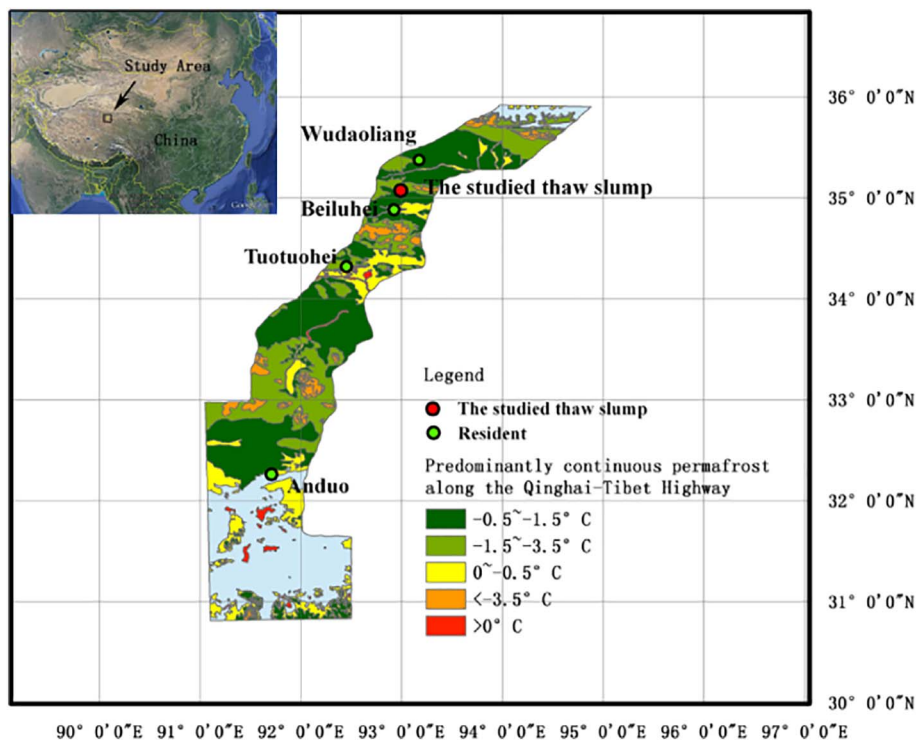 Study Area
China
Google earth
36° 0'0"N
Wudaoliang
The studied thaw slump
35° 0'0"N
Beiluhei
Tuotuohei
34° 0'0"N
Legend
The studied thaw slump
33° 0'0"N
Resident
Predominantly continuous permafrost
along the Qinghai-Tibet Highway
Anduo
32° 0'0"N
-0.5~-1.5° C
-1.5~-3.5° C
0~-0.5° C
<-3.5° C
31° 0'0"N
>0° C
30° 0'0"N
90° 0'0"E 91° 0'0"E 92° 0'0"E 93° 0'0"E 94° 0'0"E 95° 0'0"E 96° 0'0"E 97° 0'0"E